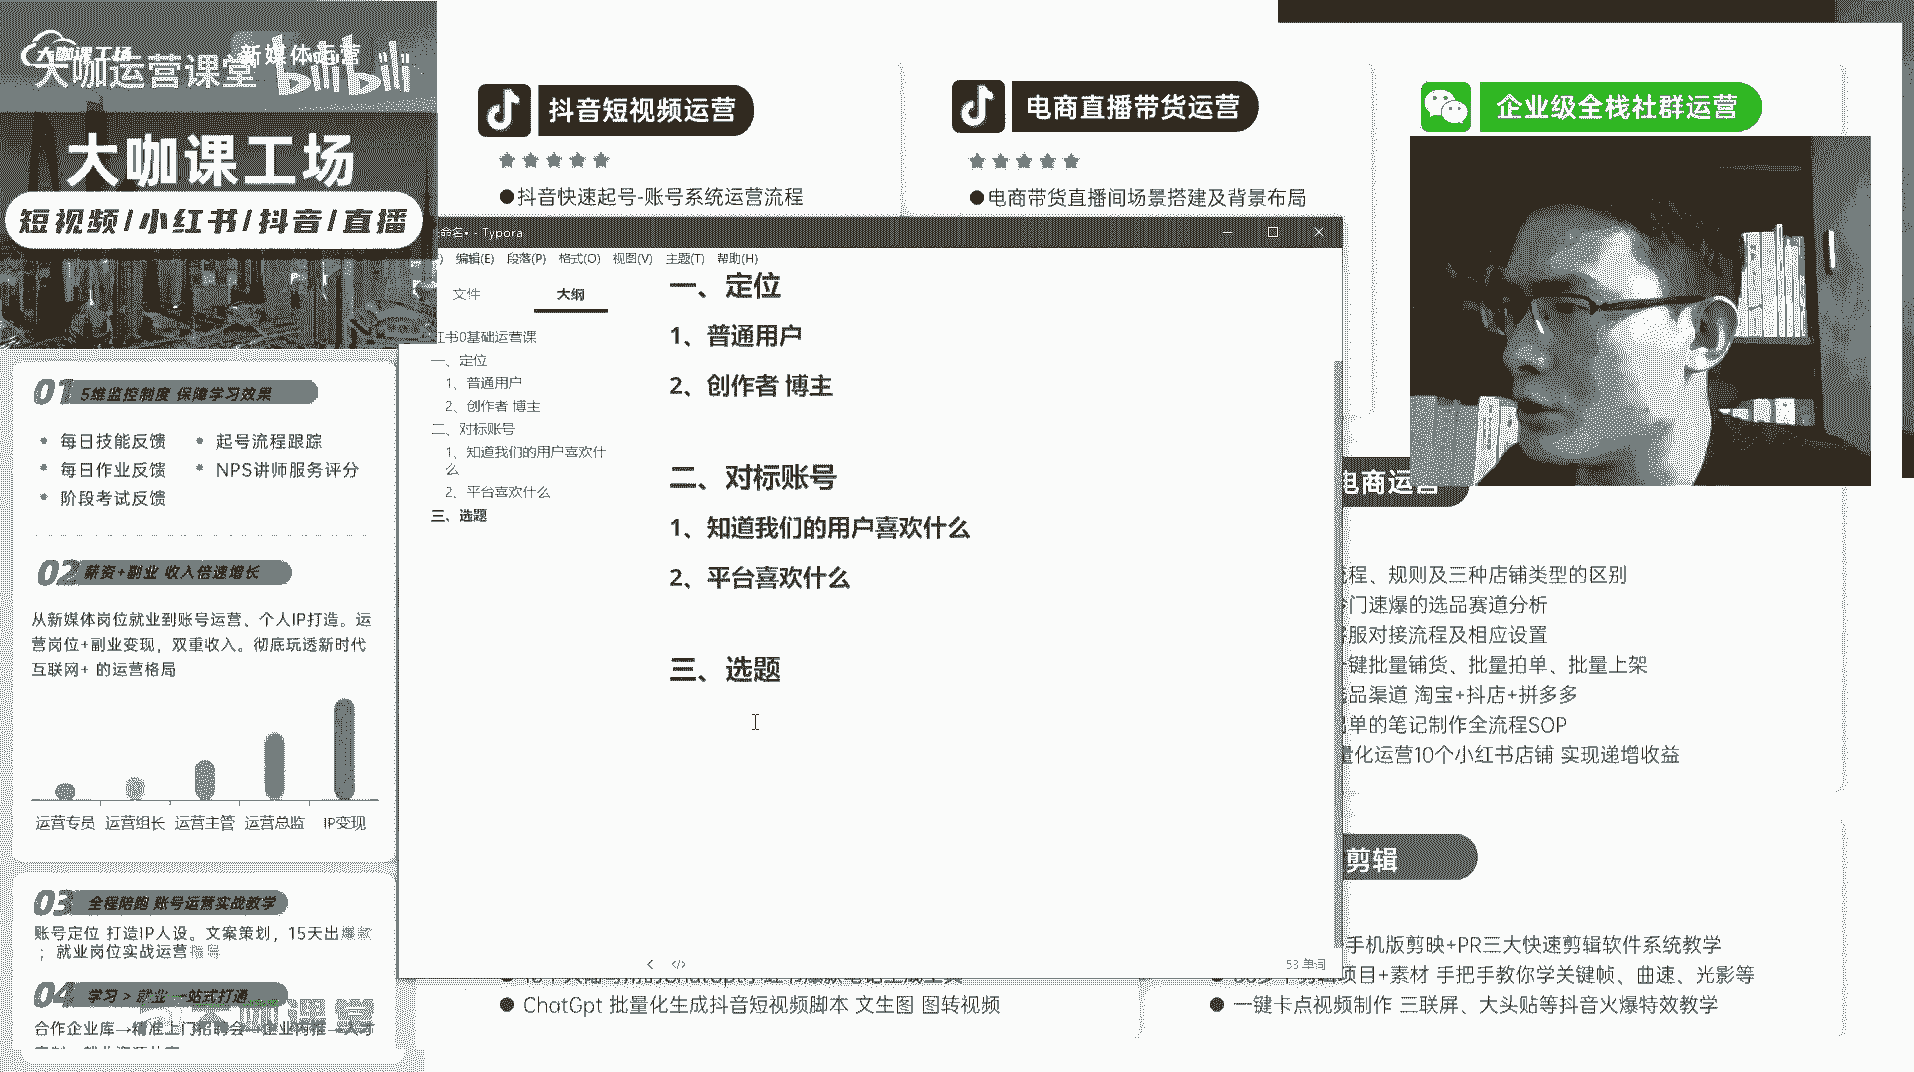 大咖课工场
新媒体运营
大咖运营课堂 bilibili
大咖课工场
短视频/小红书/抖音/直播
01 5维监控制度 保障学习效果
每日技能反馈
起号流程跟踪
每日作业反馈
NPS讲师服务评分
阶段考试反馈
02 薪资+副业 收入倍速增长
从新媒体岗位就业到账号运营、个人IP打造。运
营岗位+副业变现，双重收入。彻底玩透新时代
互联网+ 的运营格局
运营专员 运营组长 运营主管 运营总监 IP变现
03 全程陪跑 账号运营实战教学
账号定位 打造IP人设。文案策划，15天出爆款
；就业岗位实战运营指导
04 学习 > 就业 一站式打通
大咖课堂
合作企业库→精准上门招聘会→企业内推→人才
抖音短视频运营
★★★★★
●抖音快速起号-账号系统运营流程
电商直播带货运营
★★★★★
●电商带货直播间场景搭建及背景布局
企业级全栈社群运营
命名• - Typora
编辑(E) 段落(P) 格式(O) 视图(V) 主题(T) 帮助(H)
文件
大纲
红书0基础运营课
一、定位
1、普通用户
2、创作者 博主
二、对标账号
1、知道我们的用户喜欢什
么
2、平台喜欢什么
三、选题
一、定位
1、普通用户
2、创作者 博主
二、对标账号
1、知道我们的用户喜欢什么
2、平台喜欢什么
三、选题
53 单词
电商运营
流程、规则及三种店铺类型的区别
门速爆的选品赛道分析
客服对接流程及相应设置
键批量铺货、批量拍单、批量上架
选品渠道 淘宝+抖店+拼多多
出单的笔记制作全流程SOP
量化运营10个小红书店铺 实现递增收益
剪辑
手机版剪映+PR三大快速剪辑软件系统教学
项目+素材 手把手教你学关键帧、曲速、光影等
● 一键卡点视频制作 三联屏、大头贴等抖音火爆特效教学
● ChatGpt 批量化生成抖音短视频脚本 文生图 图转视频